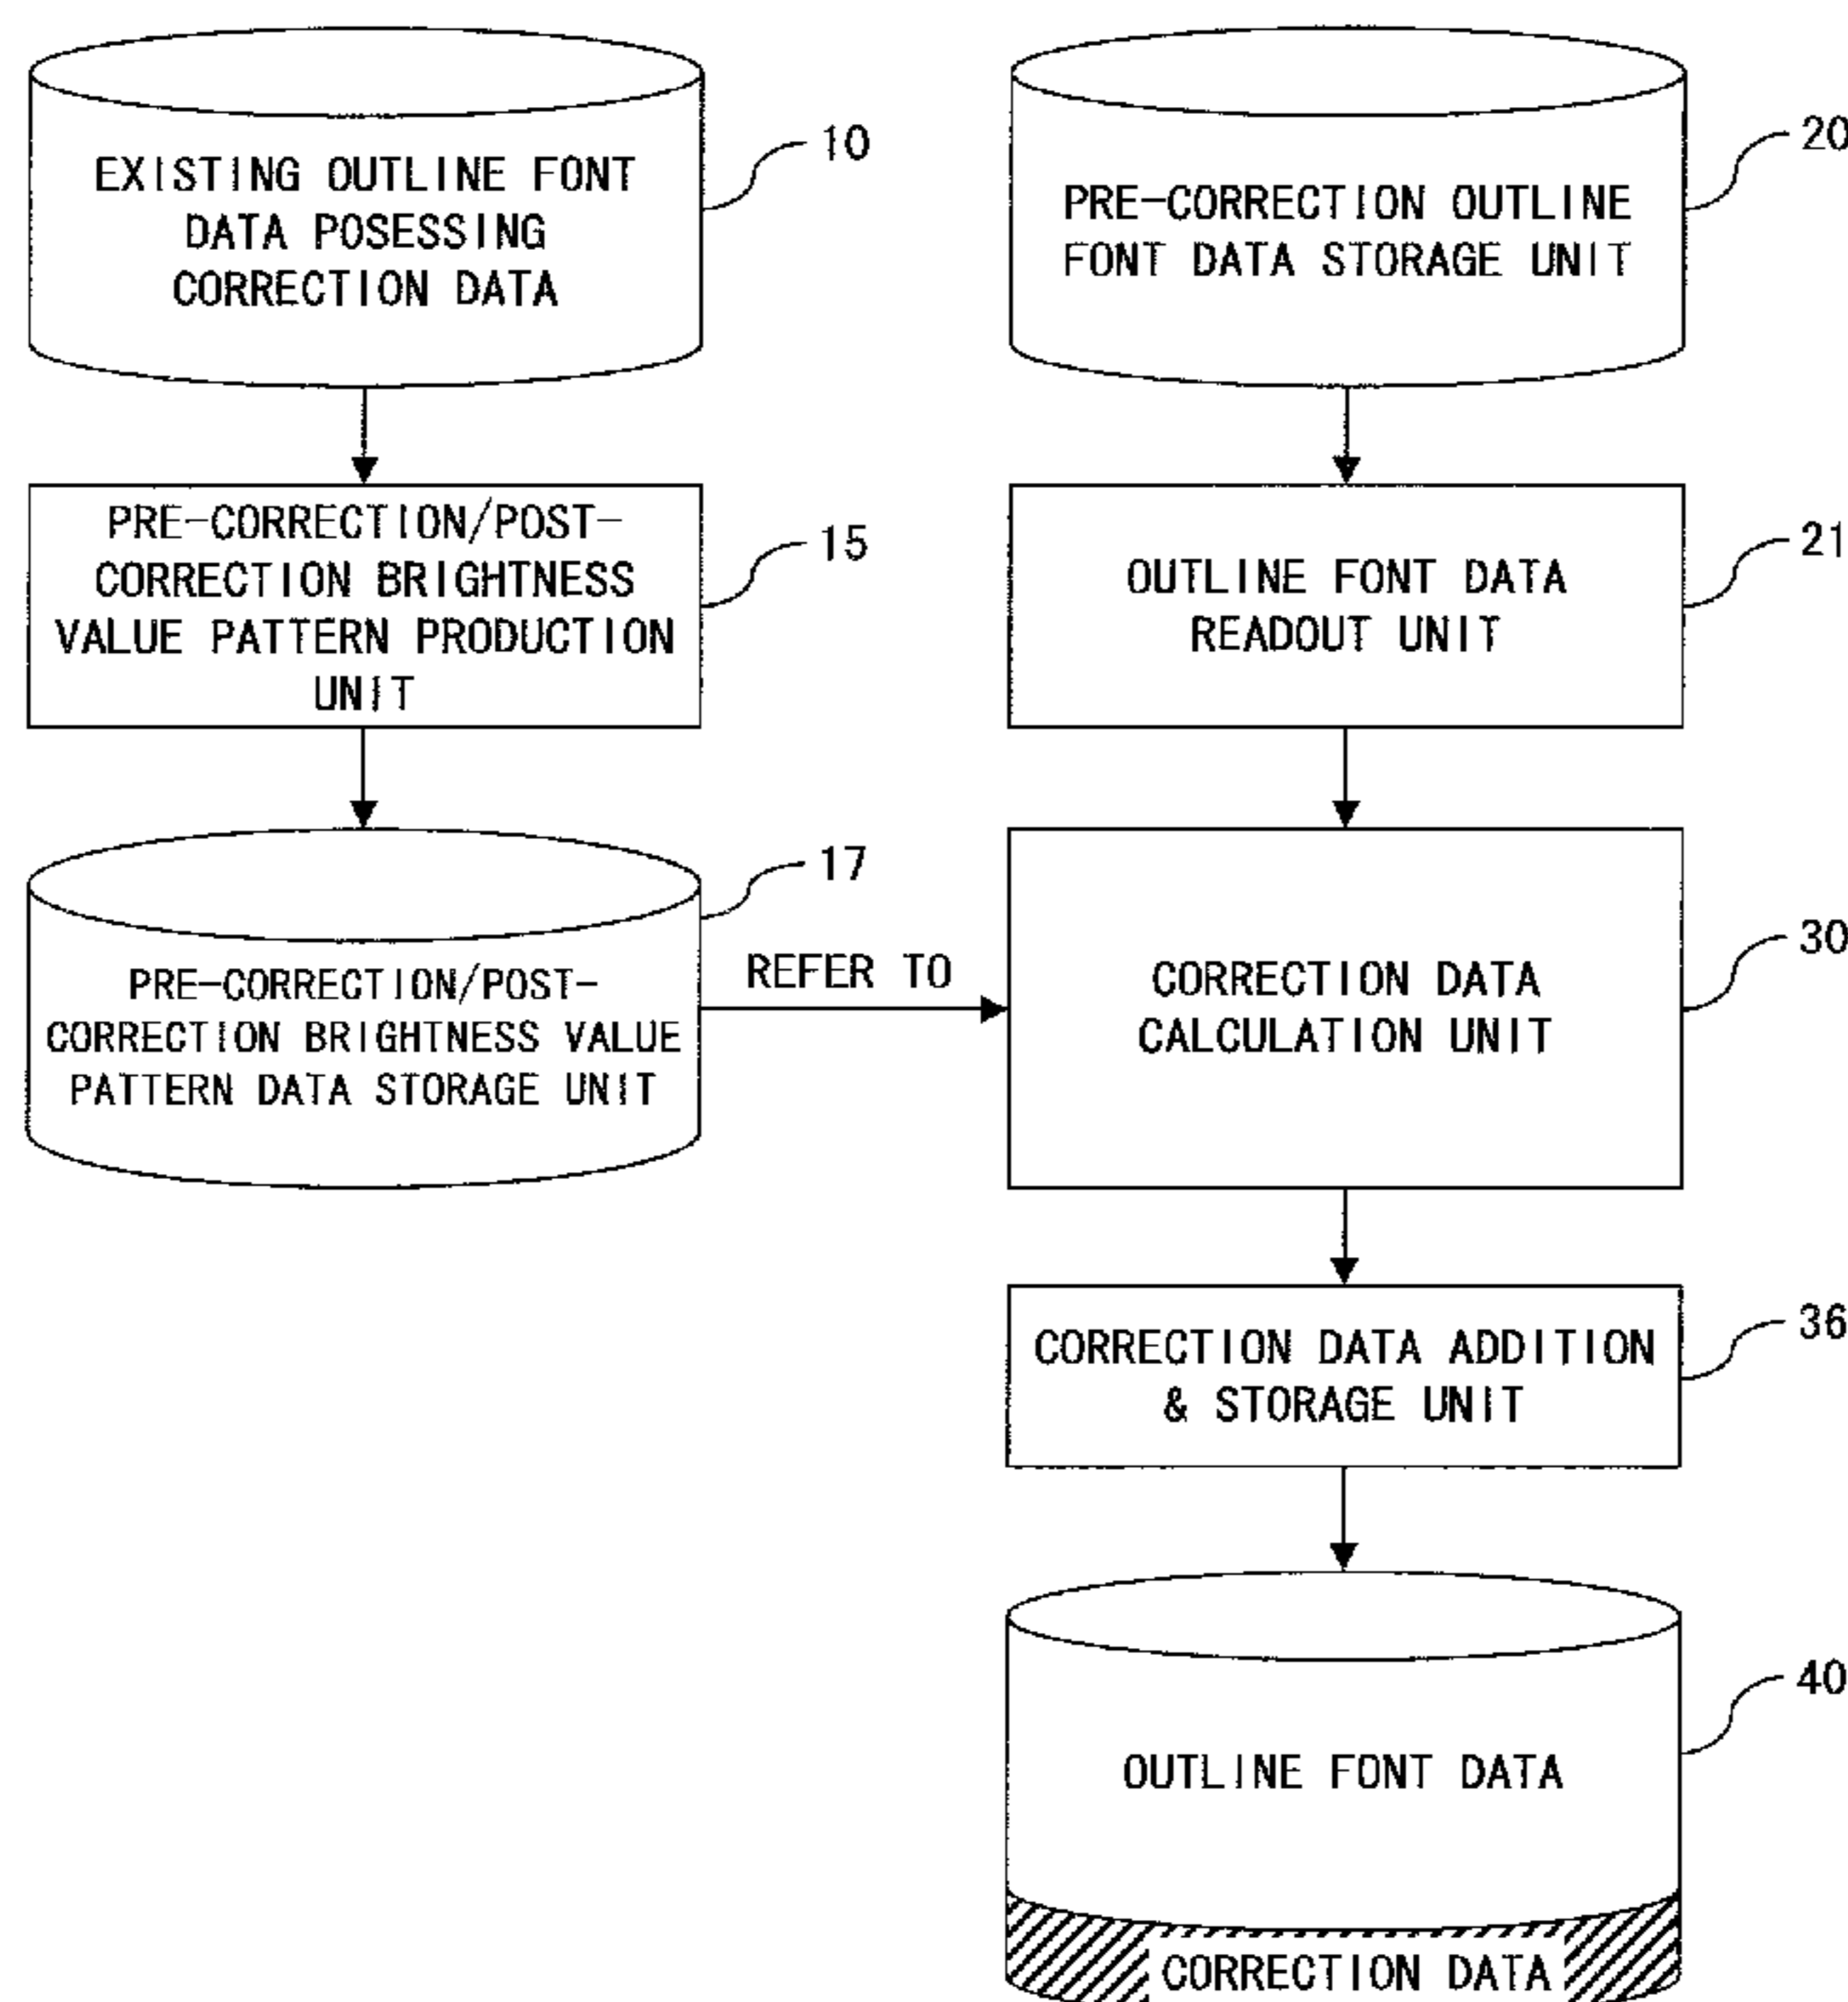 EXISTING OUTLINE FONT
DATA POSESSING
CORRECTION DATA
10
PRE-CORRECTION OUTLINE
FONT DATA STORAGE UNIT
20
PRE-CORRECTION/POST-
CORRECTION BRIGHTNESS
VALUE PATTERN PRODUCTION
UNIT
15
OUTLINE FONT DATA
READOUT UNIT
21
PRE-CORRECTION/POST-
CORRECTION BRIGHTNESS VALUE
PATTERN DATA STORAGE UNIT
17
REFER TO
CORRECTION DATA
CALCULATION UNIT
30
CORRECTION DATA ADDITION
& STORAGE UNIT
36
OUTLINE FONT DATA
40
CORRECTION DATA